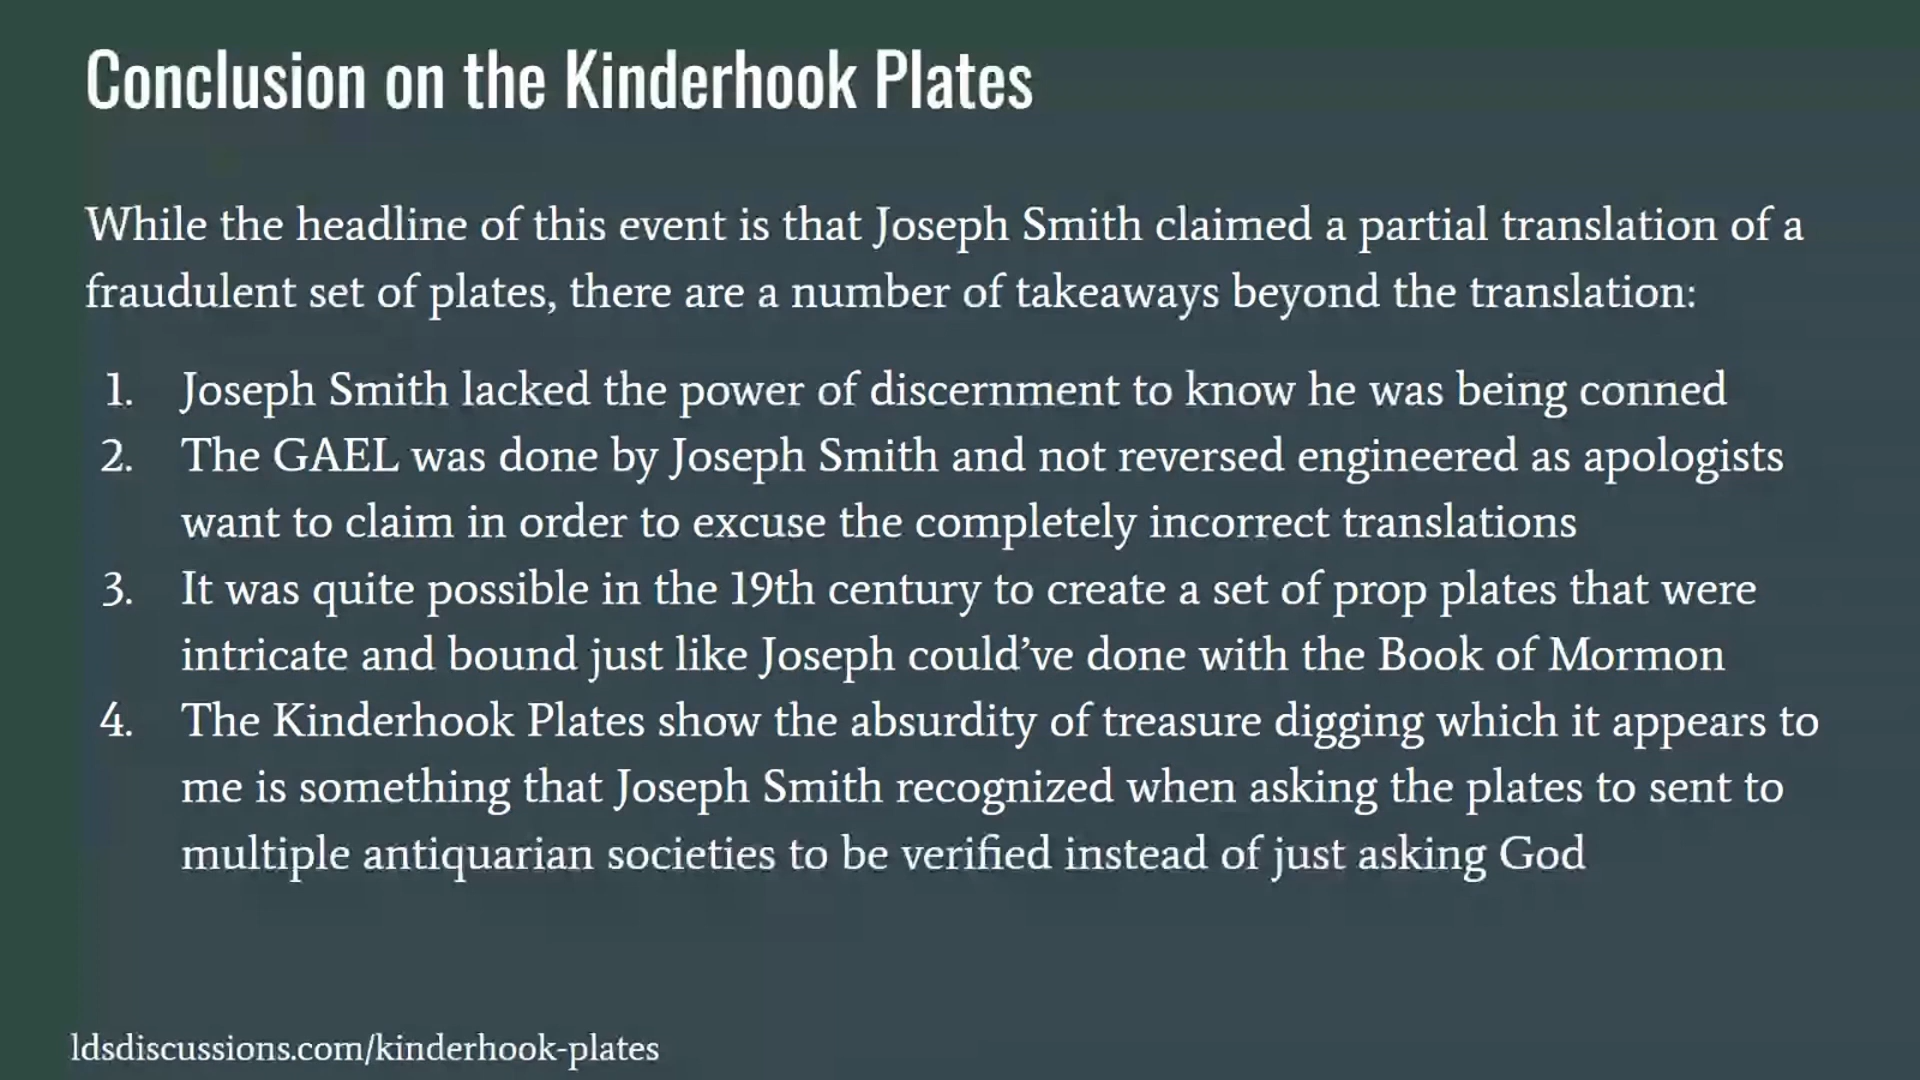 Conclusion on the Kinderhook Plates
While the headline of this event is that Joseph Smith claimed a partial translation of a
fraudulent set of plates, there are a number of takeaways beyond the translation:
1. Joseph Smith lacked the power of discernment to know he was being conned
2. The GAEL was done by Joseph Smith and not reversed engineered as apologists
want to claim in order to excuse the completely incorrect translations
3. It was quite possible in the 19th century to create a set of prop plates that were
intricate and bound just like Joseph could’ve done with the Book of Mormon
4. The Kinderhook Plates show the absurdity of treasure digging which it appears to
me is something that Joseph Smith recognized when asking the plates to sent to
multiple antiquarian societies to be verified instead of just asking God
ldsdiscussions.com/kinderhook-plates